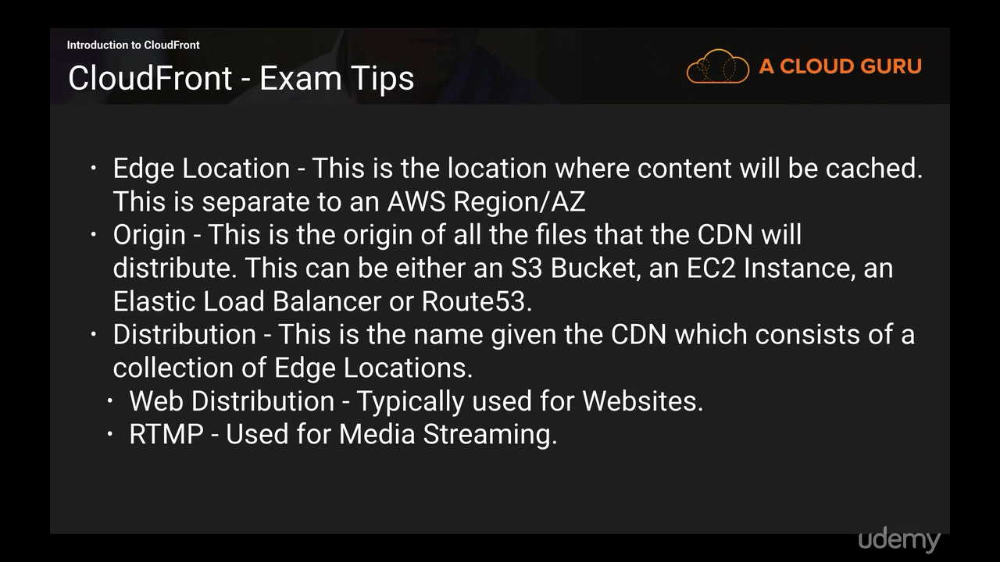 Introduction to CloudFront
CloudFront - Exam Tips
A CLOUD GURU
• Edge Location - This is the location where content will be cached.
This is separate to an AWS Region/AZ
• Origin - This is the origin of all the files that the CDN will
distribute. This can be either an S3 Bucket, an EC2 Instance, an
Elastic Load Balancer or Route53.
• Distribution - This is the name given the CDN which consists of a
collection of Edge Locations.
• Web Distribution - Typically used for Websites.
• RTMP - Used for Media Streaming.
udemy